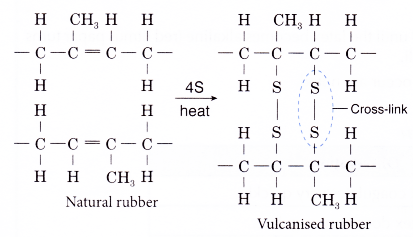 H CH₃ H H
– C – C = C – C –
H H
H H
– C – C = C – C –
H H CH₃ H
Natural rubber
4S
heat
H CH₃ H H
– C – C – C – C –
H S S H
Cross-link
H S S H
– C – C – C – C –
H H CH₃ H
Vulcanised rubber